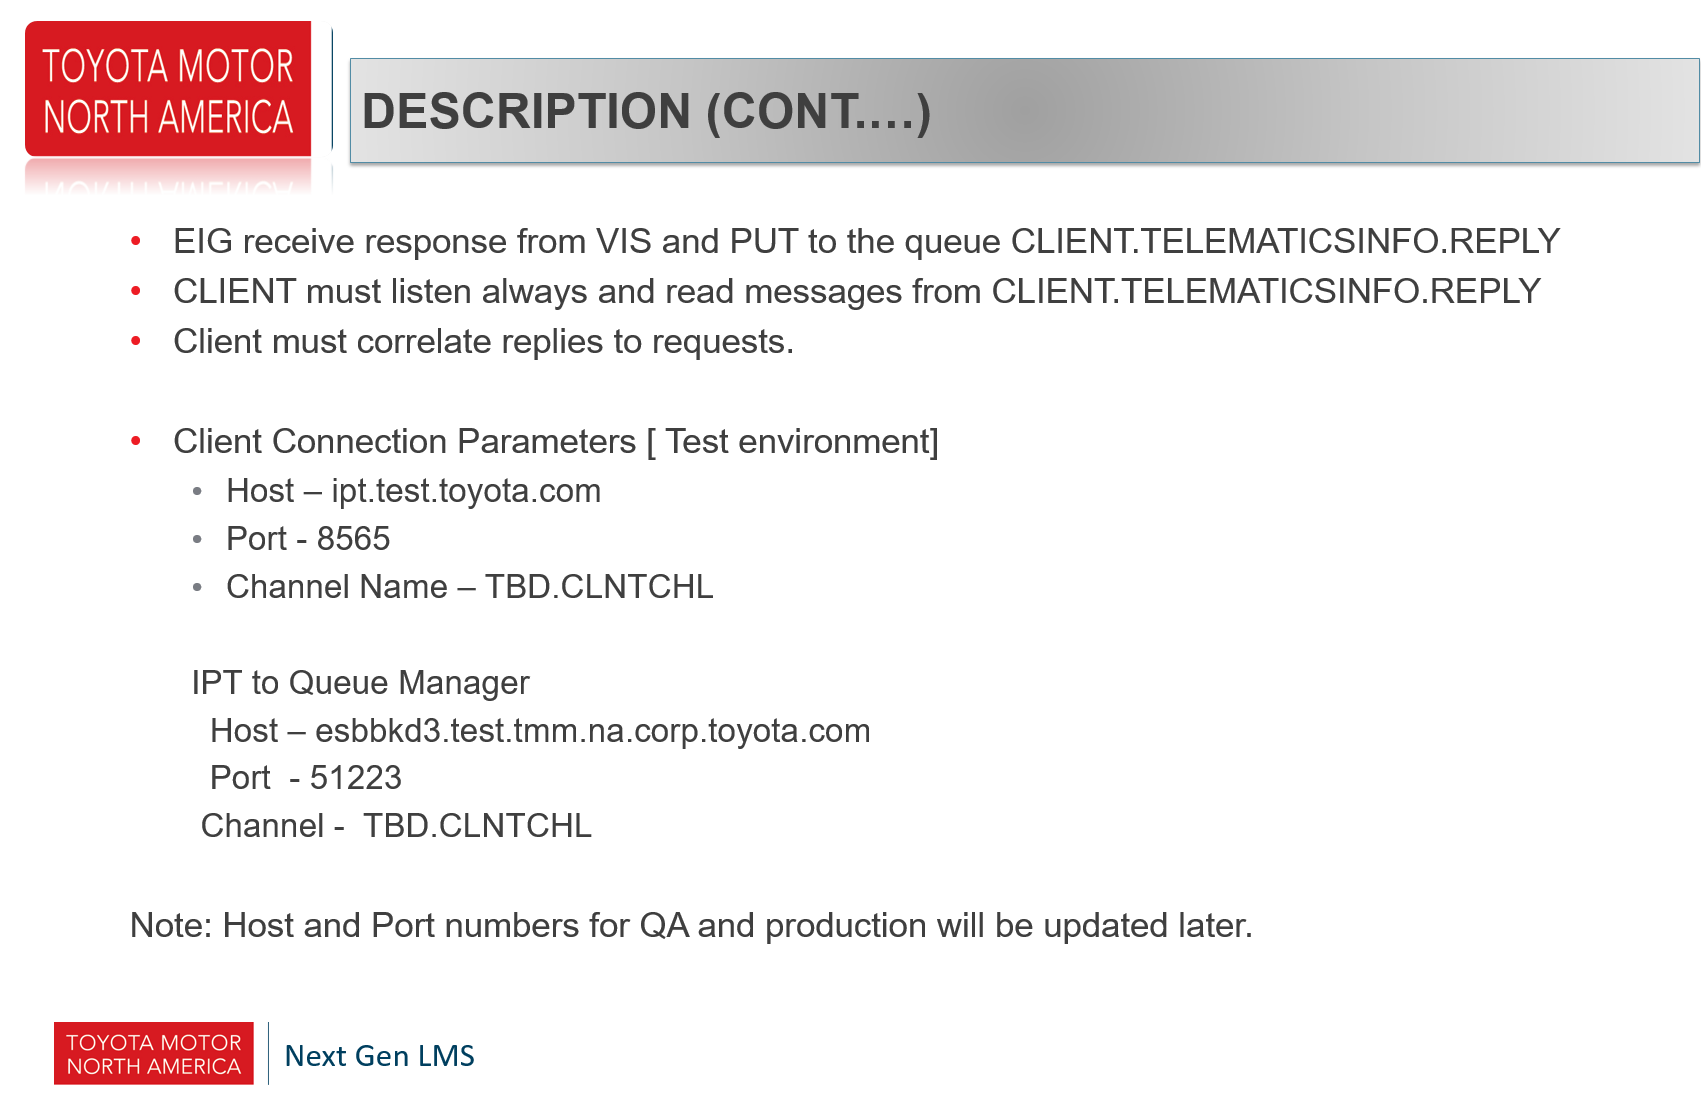 TOYOTA MOTOR
NORTH AMERICA
DESCRIPTION (CONT.…)
• EIG receive response from VIS and PUT to the queue CLIENT.TELEMATICSINFO.REPLY
• CLIENT must listen always and read messages from CLIENT.TELEMATICSINFO.REPLY
• Client must correlate replies to requests.
• Client Connection Parameters [ Test environment]
• Host – ipt.test.toyota.com
• Port - 8565
• Channel Name – TBD.CLNTCHL
IPT to Queue Manager
Host – esbbkd3.test.tmm.na.corp.toyota.com
Port  - 51223
Channel -  TBD.CLNTCHL
Note: Host and Port numbers for QA and production will be updated later.
TOYOTA MOTOR
NORTH AMERICA
Next Gen LMS